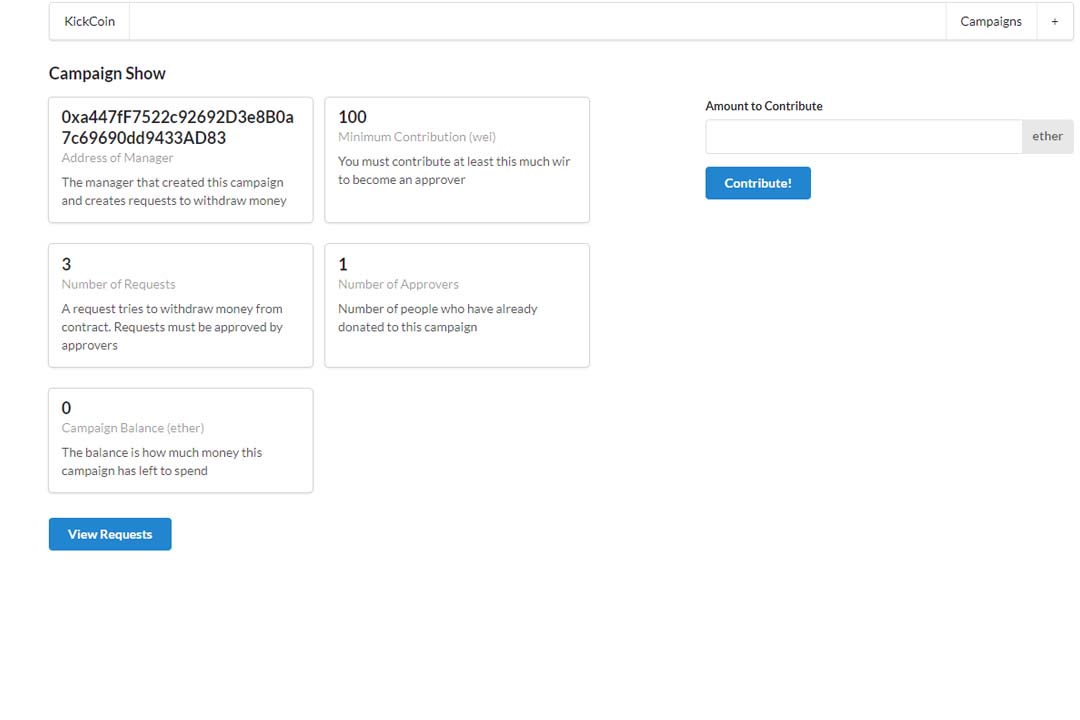 KickCoin
Campaigns
+
Campaign Show
0xa447fF7522c92692D3e8B0a
7c69690dd9433AD83
Address of Manager
The manager that created this campaign
and creates requests to withdraw money
100
Minimum Contribution (wei)
You must contribute at least this much wir
to become an approver
Amount to Contribute
ether
Contribute!
3
Number of Requests
A request tries to withdraw money from
contract. Requests must be approved by
approvers
1
Number of Approvers
Number of people who have already
donated to this campaign
0
Campaign Balance (ether)
The balance is how much money this
campaign has left to spend
View Requests